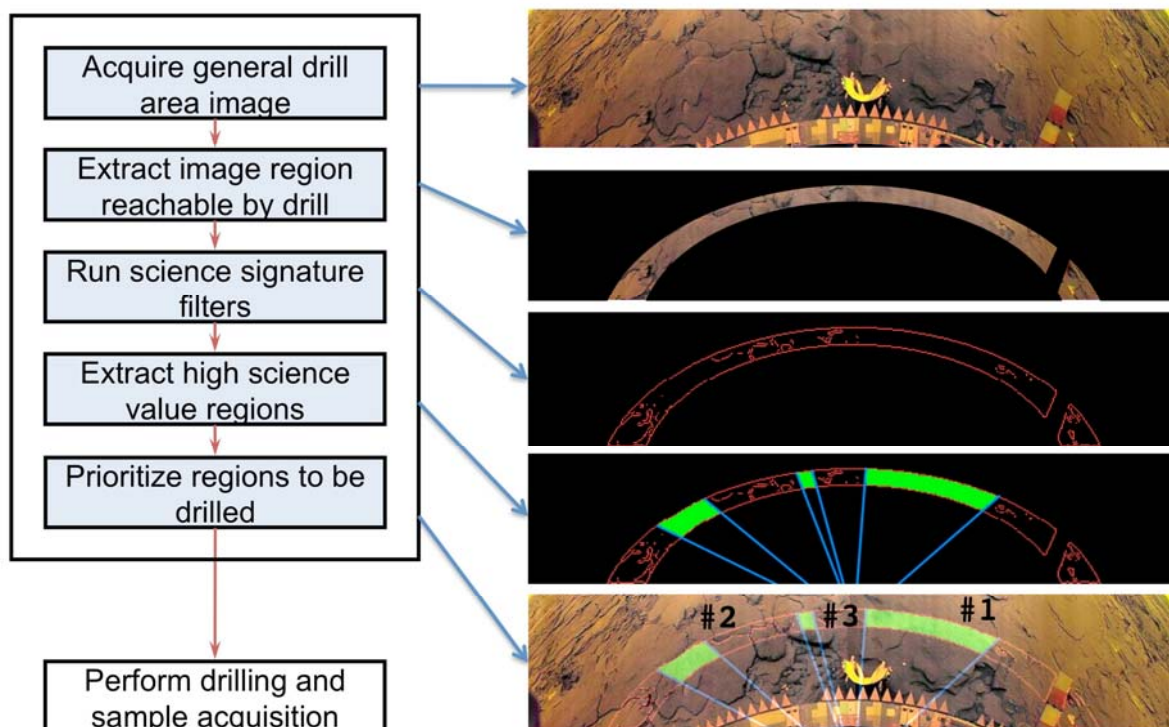 Acquire general drill
area image
Extract image region
reachable by drill
Run science signature
filters
Extract high science
value regions
Prioritize regions to be
drilled
Perform drilling and
sample acquisition
#2
#3
#1